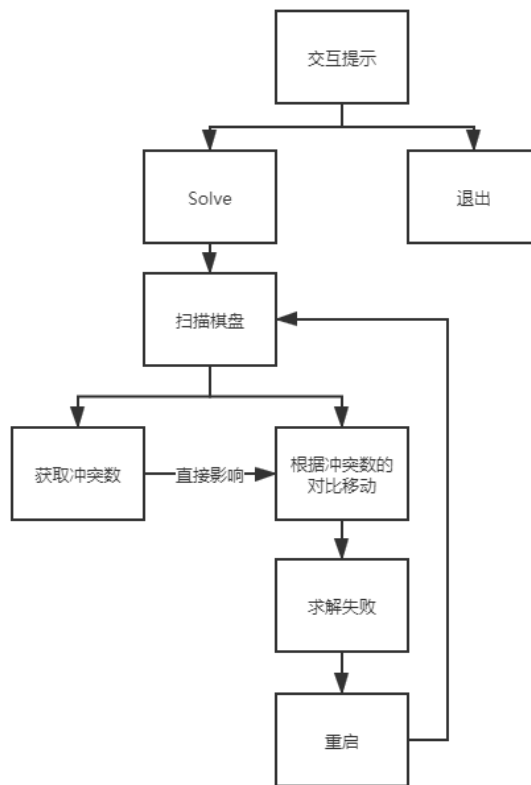 交互提示
Solve
退出
扫描棋盘
获取冲突数
直接影响
根据冲突数的
对比移动
求解失败
重启